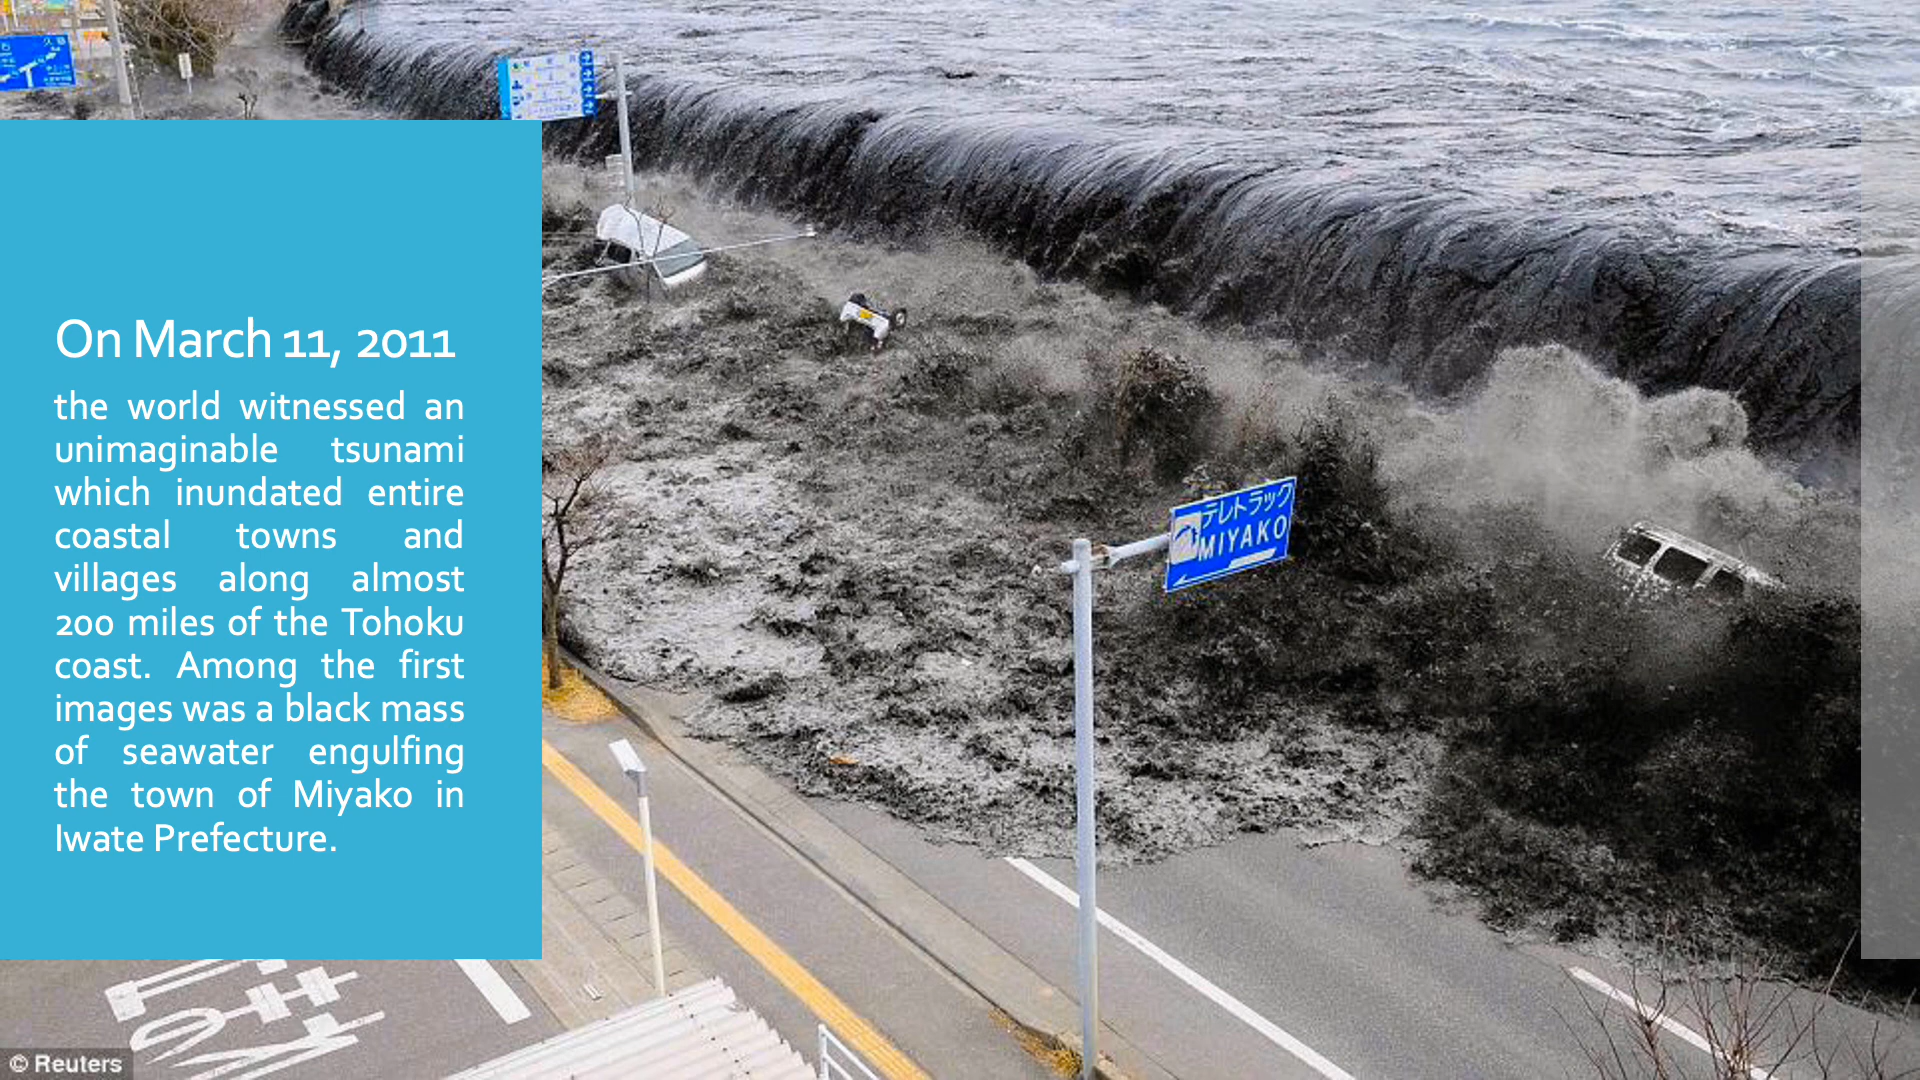 On March 11, 2011
the world witnessed an
unimaginable tsunami
which inundated entire
coastal towns and
villages along almost
200 miles of the Tohoku
coast. Among the first
images was a black mass
of seawater engulfing
the town of Miyako in
Iwate Prefecture.
テレトラック
MIYAKO
© Reuters